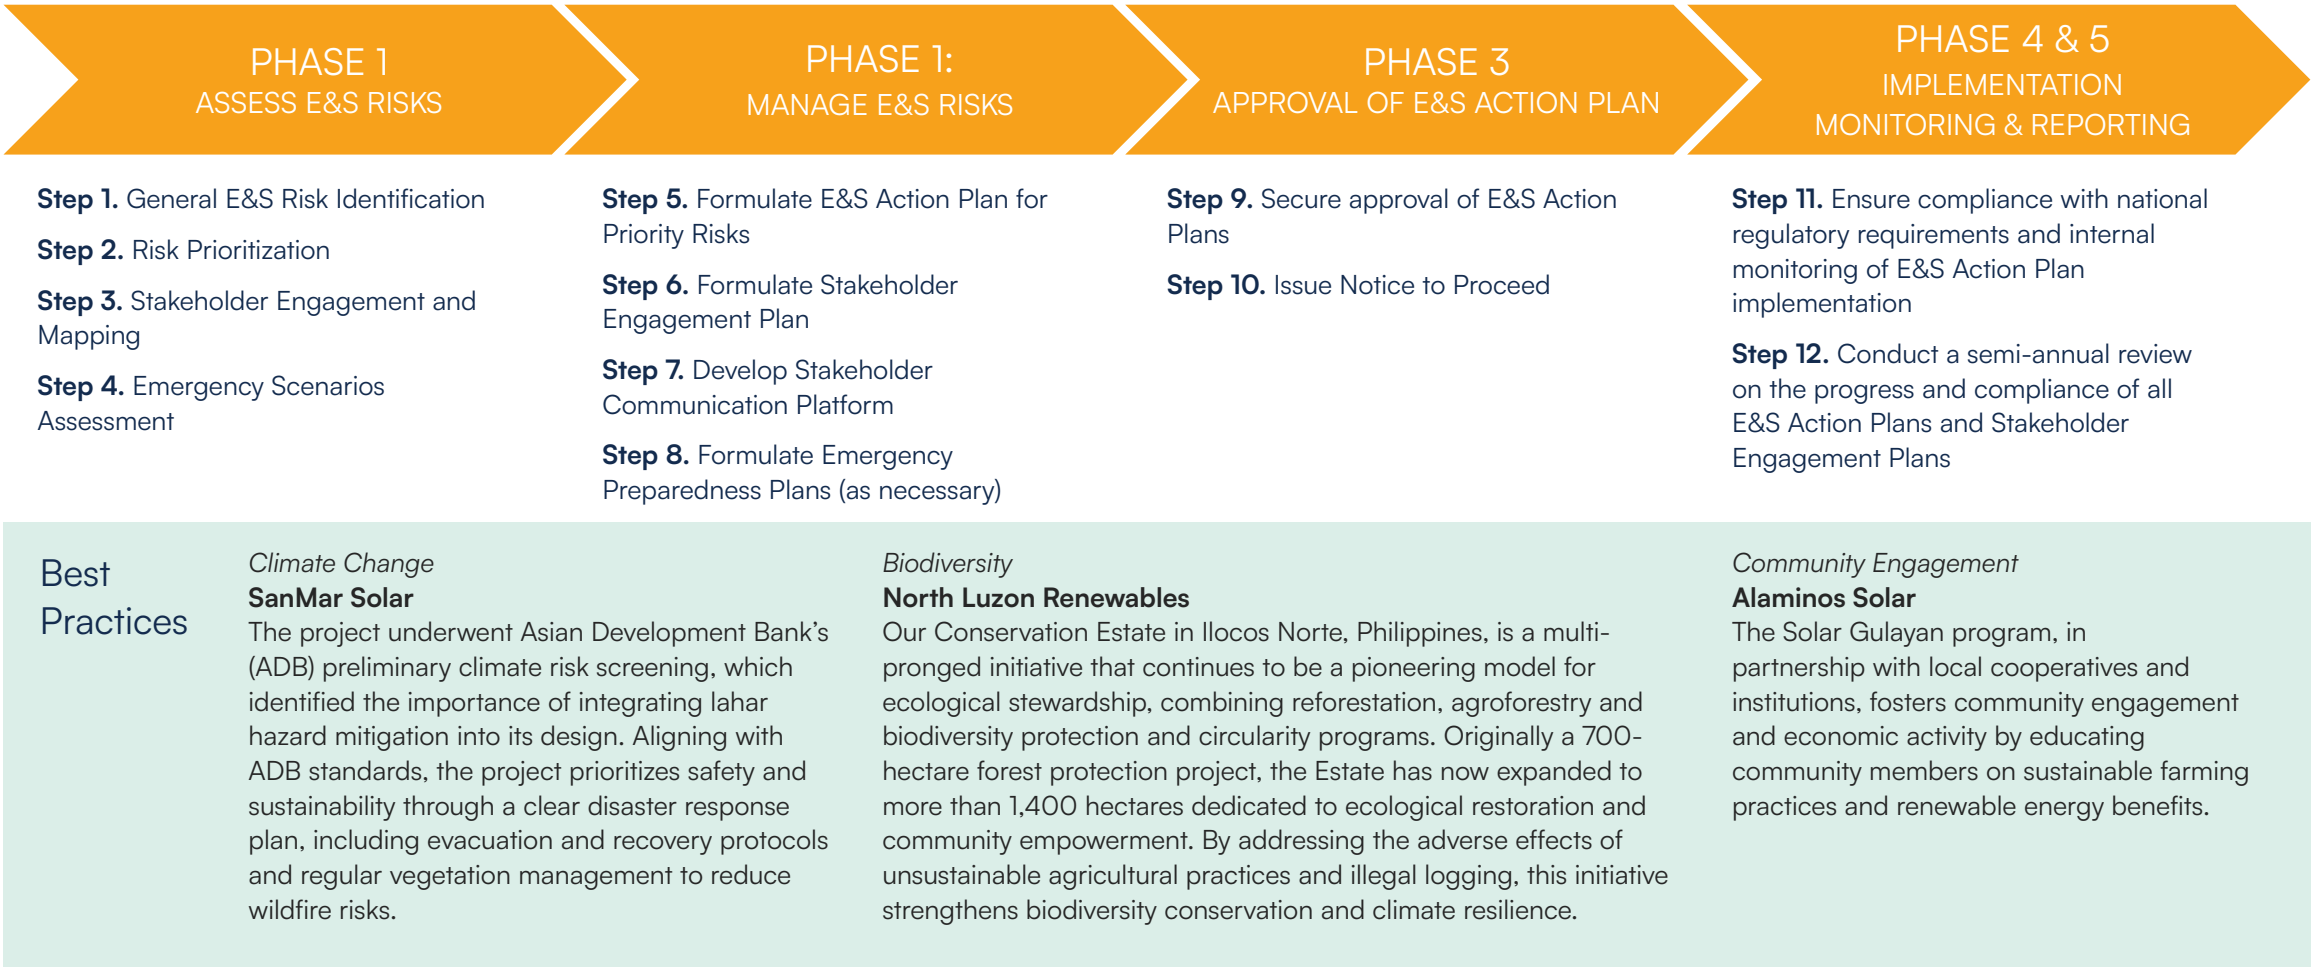 PHASE 1
ASSESS E&S RISKS
PHASE 1:
MANAGE E&S RISKS
PHASE 3
APPROVAL OF E&S ACTION PLAN
PHASE 4 & 5
IMPLEMENTATION
MONITORING & REPORTING
Step 1. General E&S Risk Identification
Step 2. Risk Prioritization
Step 3. Stakeholder Engagement and
Mapping
Step 4. Emergency Scenarios
Assessment
Step 5. Formulate E&S Action Plan for
Priority Risks
Step 6. Formulate Stakeholder
Engagement Plan
Step 7. Develop Stakeholder
Communication Platform
Step 8. Formulate Emergency
Preparedness Plans (as necessary)
Step 9. Secure approval of E&S Action
Plans
Step 10. Issue Notice to Proceed
Step 11. Ensure compliance with national
regulatory requirements and internal
monitoring of E&S Action Plan
implementation
Step 12. Conduct a semi-annual review
on the progress and compliance of all
E&S Action Plans and Stakeholder
Engagement Plans
Best
Practices
Climate Change
SanMar Solar
The project underwent Asian Development Bank’s
(ADB) preliminary climate risk screening, which
identified the importance of integrating lahar
hazard mitigation into its design. Aligning with
ADB standards, the project prioritizes safety and
sustainability through a clear disaster response
plan, including evacuation and recovery protocols
and regular vegetation management to reduce
wildfire risks.
Biodiversity
North Luzon Renewables
Our Conservation Estate in Ilocos Norte, Philippines, is a multi-
pronged initiative that continues to be a pioneering model for
ecological stewardship, combining reforestation, agroforestry and
biodiversity protection and circularity programs. Originally a 700-
hectare forest protection project, the Estate has now expanded to
more than 1,400 hectares dedicated to ecological restoration and
community empowerment. By addressing the adverse effects of
unsustainable agricultural practices and illegal logging, this initiative
strengthens biodiversity conservation and climate resilience.
Community Engagement
Alaminos Solar
The Solar Gulayan program, in
partnership with local cooperatives and
institutions, fosters community engagement
and economic activity by educating
community members on sustainable farming
practices and renewable energy benefits.